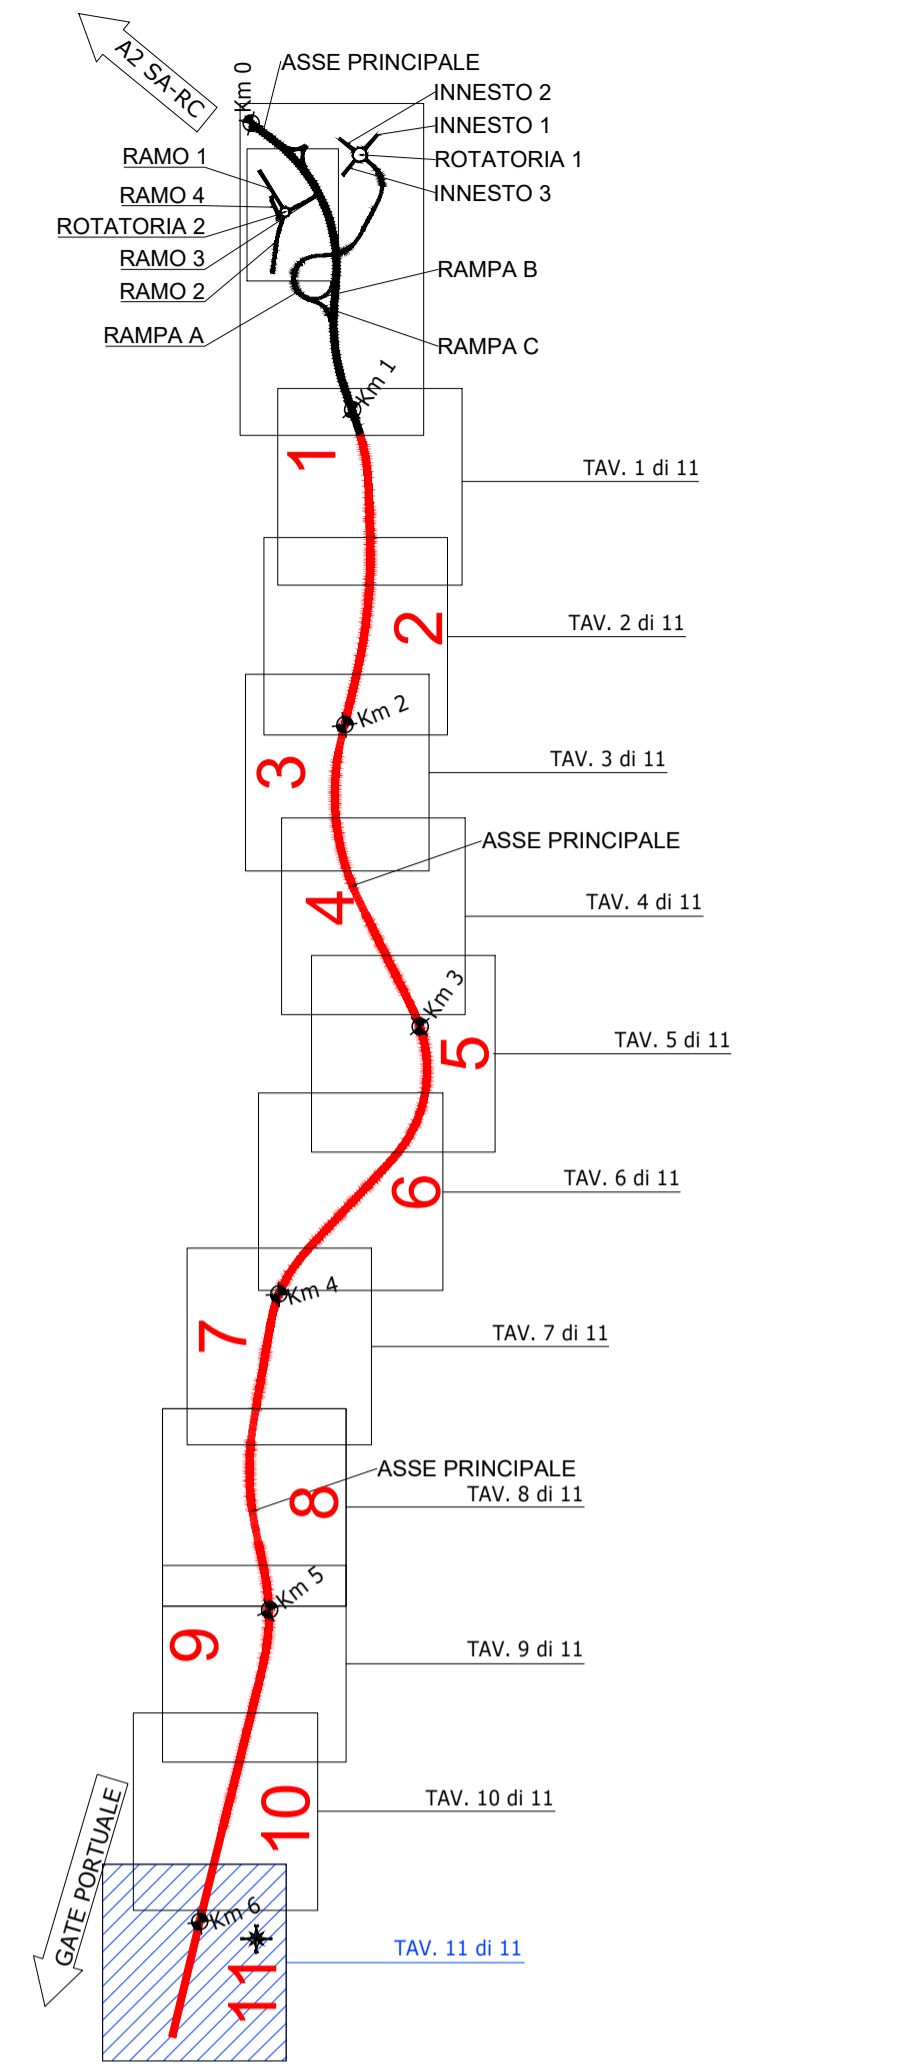 A2 SA-RC
Km 0
ASSE PRINCIPALE
INNESTO 2
INNESTO 1
ROTATORIA 1
INNESTO 3
RAMO 1
RAMO 4
ROTATORIA 2
RAMO 3
RAMO 2
RAMPA A
RAMPA B
RAMPA C
Km 1
1
TAV. 1 di 11
2
TAV. 2 di 11
Km 2
3
TAV. 3 di 11
ASSE PRINCIPALE
4
TAV. 4 di 11
Km 3
5
TAV. 5 di 11
6
TAV. 6 di 11
Km 4
7
TAV. 7 di 11
ASSE PRINCIPALE
8
TAV. 8 di 11
Km 5
9
TAV. 9 di 11
10
TAV. 10 di 11
GATE PORTUALE
Km 6
11
TAV. 11 di 11